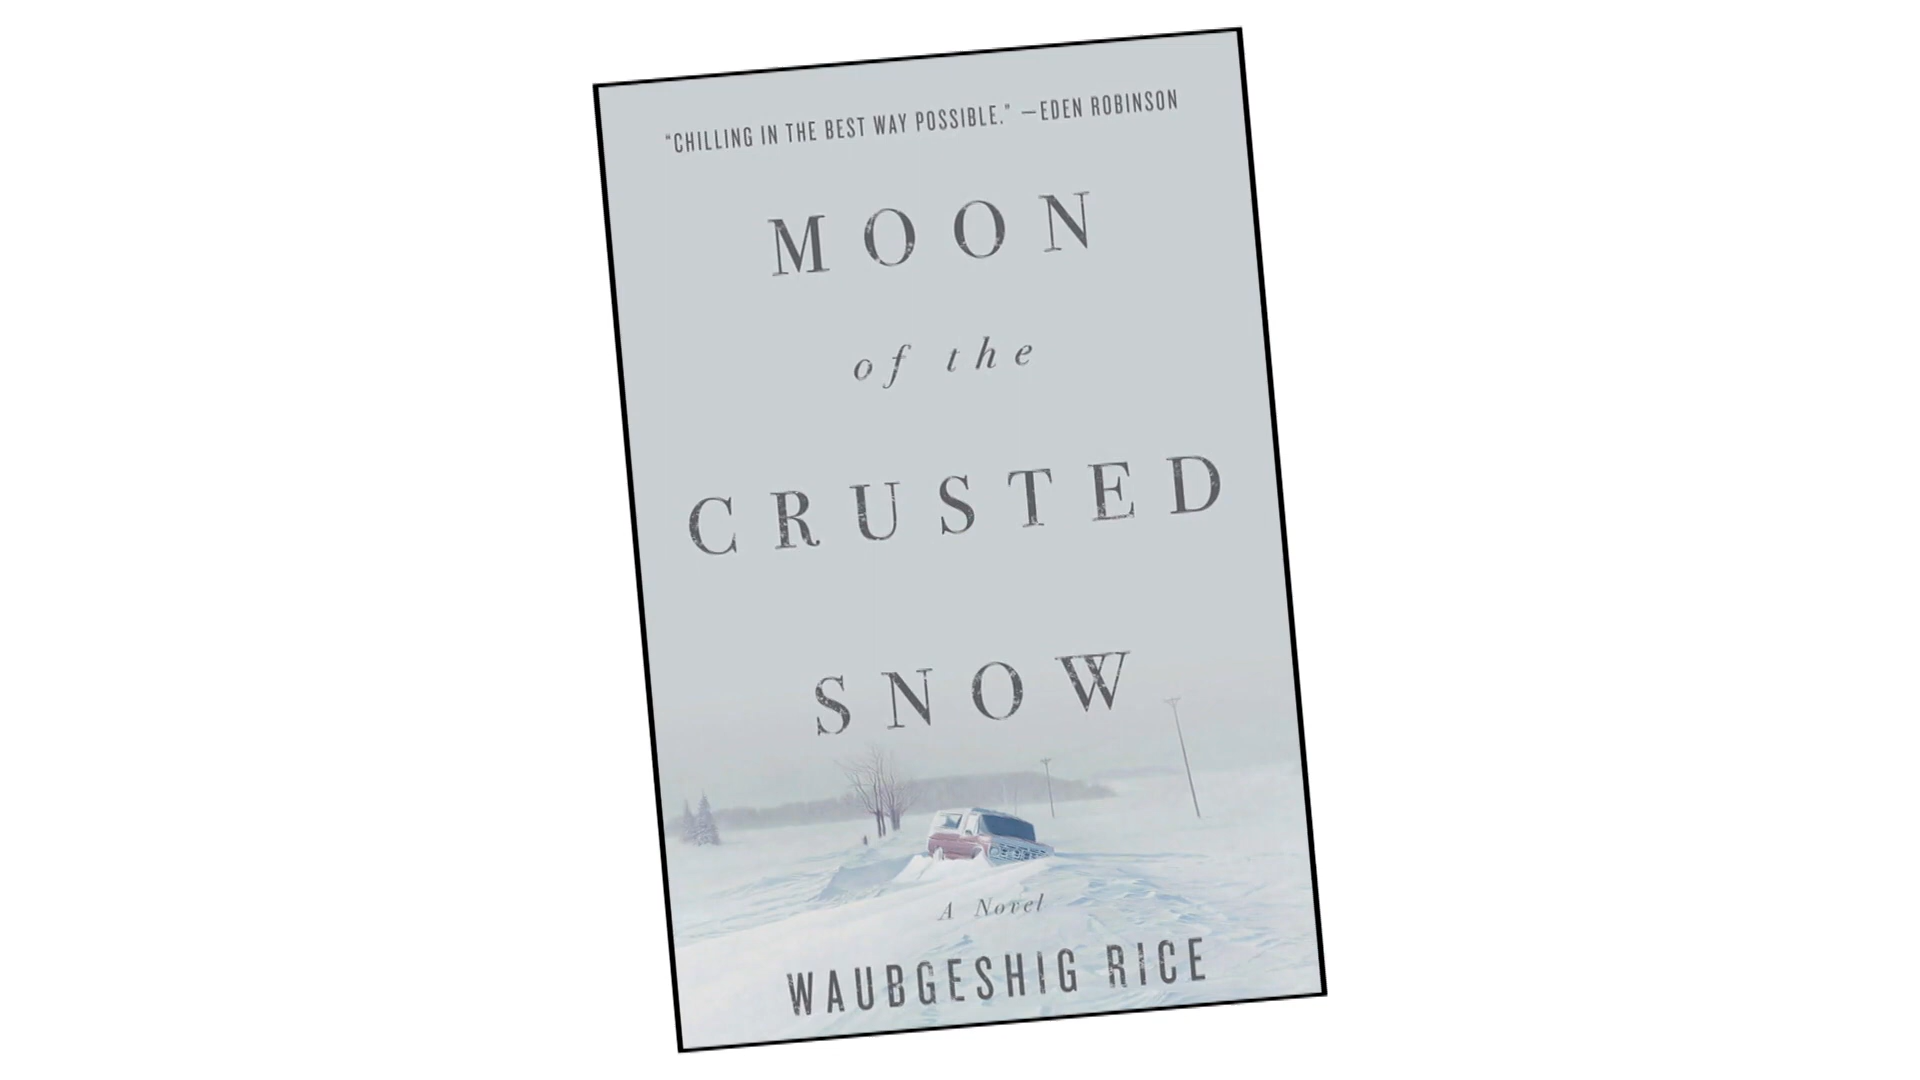 “CHILLING IN THE BEST WAY POSSIBLE.” —EDEN ROBINSON
MOON
of the
CRUSTED
SNOW
A Novel
WAUBGESHIG RICE